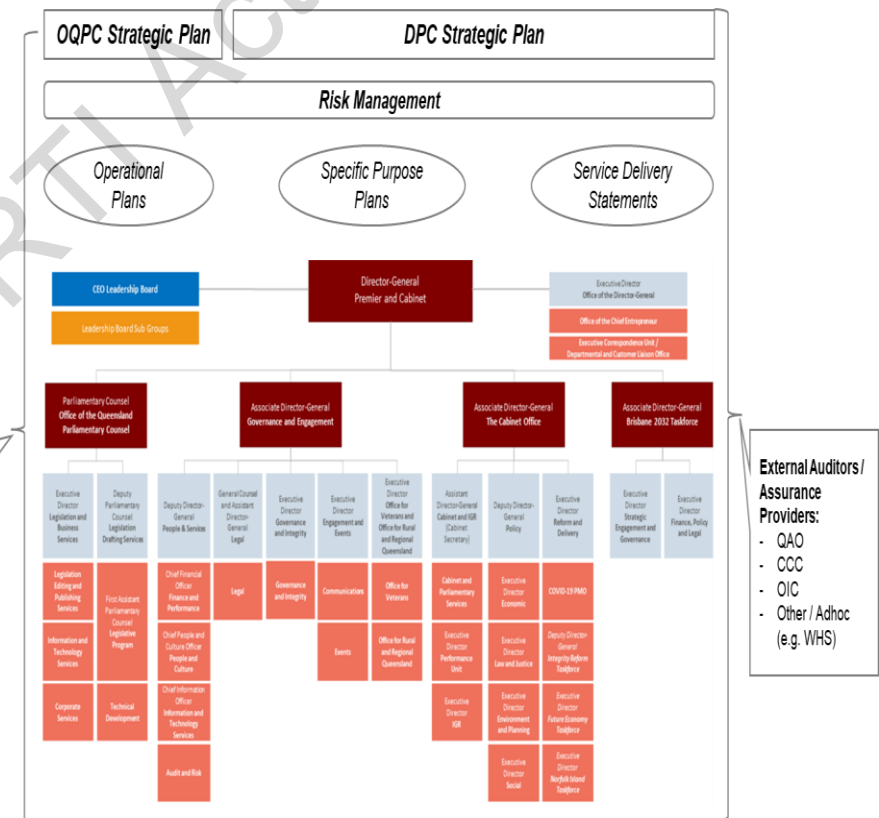 OQPC Strategic Plan
DPC Strategic Plan
RTI Act
Risk Management
Operational
Plans
Specific Purpose
Plans
Service Delivery
Statements
CEO Leadership Board
Leadership Board Sub Groups
Director-General
Premier and Cabinet
Executive Director
Office of the Director-General
Office of the Chief Entrepreneur
Executive Correspondence Unit /
Departmental and Customer Liaison Office
Parliamentary Counsel
Office of the Queensland
Parliamentary Counsel
Associate Director-General
Governance and Engagement
Associate Director-General
The Cabinet Office
Associate Director-General
Brisbane 2032 Taskforce
Executive
Director
Legislation and
Business
Services
Deputy
Parliamentary
Counsel
Legislation
Drafting Services
Deputy Director-
General
People & Services
General Counsel
and Assistant
Director-
General
Legal
Executive
Director
Governance
and Integrity
Executive
Director
Engagement and
Events
Executive
Director
Office for
Veterans and
Office for Rural
and Regional
Queensland
Assistant
Director-General
Cabinet and IGR
(Cabinet
Secretary)
Deputy Director-
General
Policy
Executive
Director
Reform and
Delivery
Executive
Director
Strategic
Engagement and
Governance
Executive
Director
Finance, Policy
and Legal
Legislation
Editing and
Publishing
Services
Information and
Technology
Services
Corporate
Services
First Assistant
Parliamentary
Counsel
Legislative
Program
Technical
Development
Chief Financial
Officer
Finance and
Performance
Chief People and
Culture Officer
People and
Culture
Chief Information
Officer
Information and
Technology
Services
Audit and Risk
Legal
Governance
and Integrity
Communications
Events
Office for
Veterans
Office for Rural
and Regional
Queensland
Cabinet and
Parliamentary
Services
Executive
Director
Performance
Unit
Executive
Director
IGR
Executive
Director
Economic
Executive
Director
Law and Justice
Executive
Director
Environment
and Planning
Executive
Director
Social
COVID-19 PMO
Deputy Director-
General
Integrity Reform
Taskforce
Executive
Director
Future Economy
Taskforce
Executive
Director
Norfolk Island
Taskforce
External Auditors /
Assurance
Providers:
- QAO
- CCC
- OIC
- Other / Adhoc
(e.g. WHS)